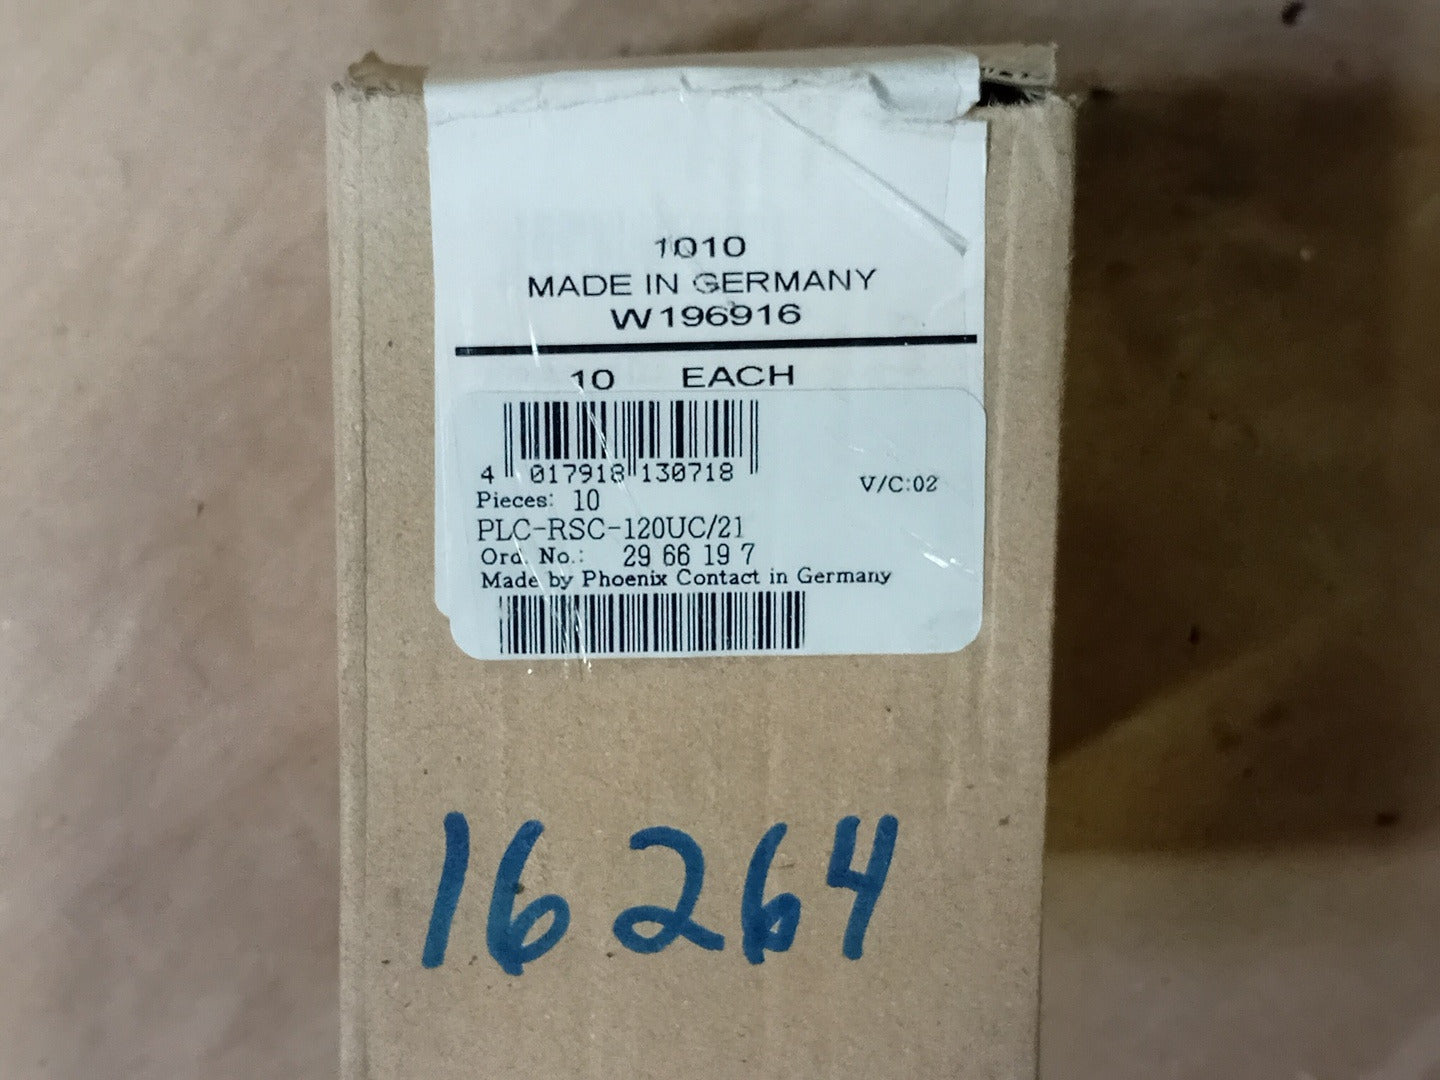 1010
MADE IN GERMANY
W196916
10 EACH
4 017918 130718
V/C:02
Pieces: 10
PLC-RSC-120UC/21
Ord. No.: 29 66 19 7
Made by Phoenix Contact in Germany
16264